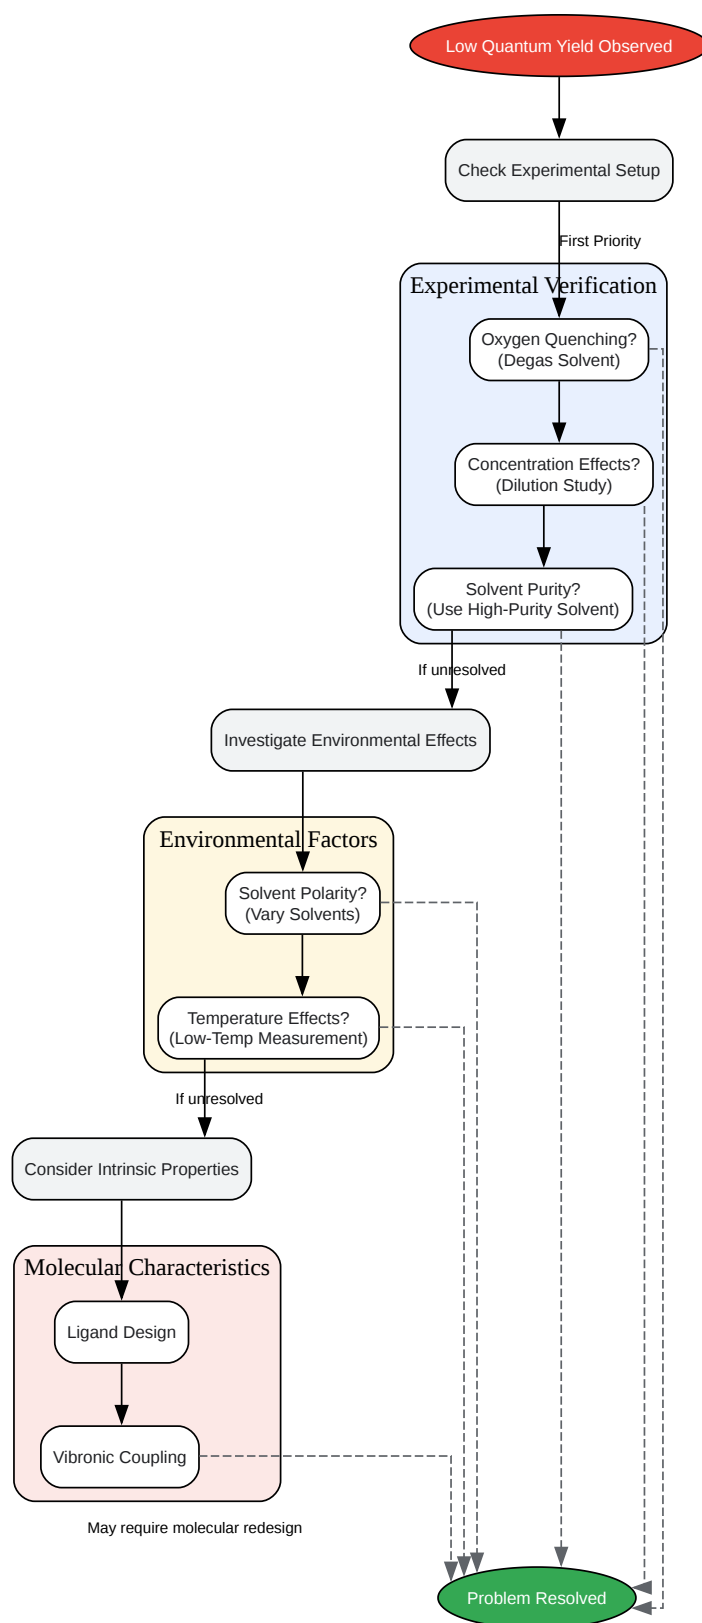 Low Quantum Yield Observed
Check Experimental Setup
First Priority
Experimental Verification
Oxygen Quenching?
(Degas Solvent)
Concentration Effects?
(Dilution Study)
Solvent Purity?
(Use High-Purity Solvent)
If unresolved
Investigate Environmental Effects
Environmental Factors
Solvent Polarity?
(Vary Solvents)
Temperature Effects?
(Low-Temp Measurement)
If unresolved
Consider Intrinsic Properties
Molecular Characteristics
Ligand Design
Vibronic Coupling
May require molecular redesign
Problem Resolved